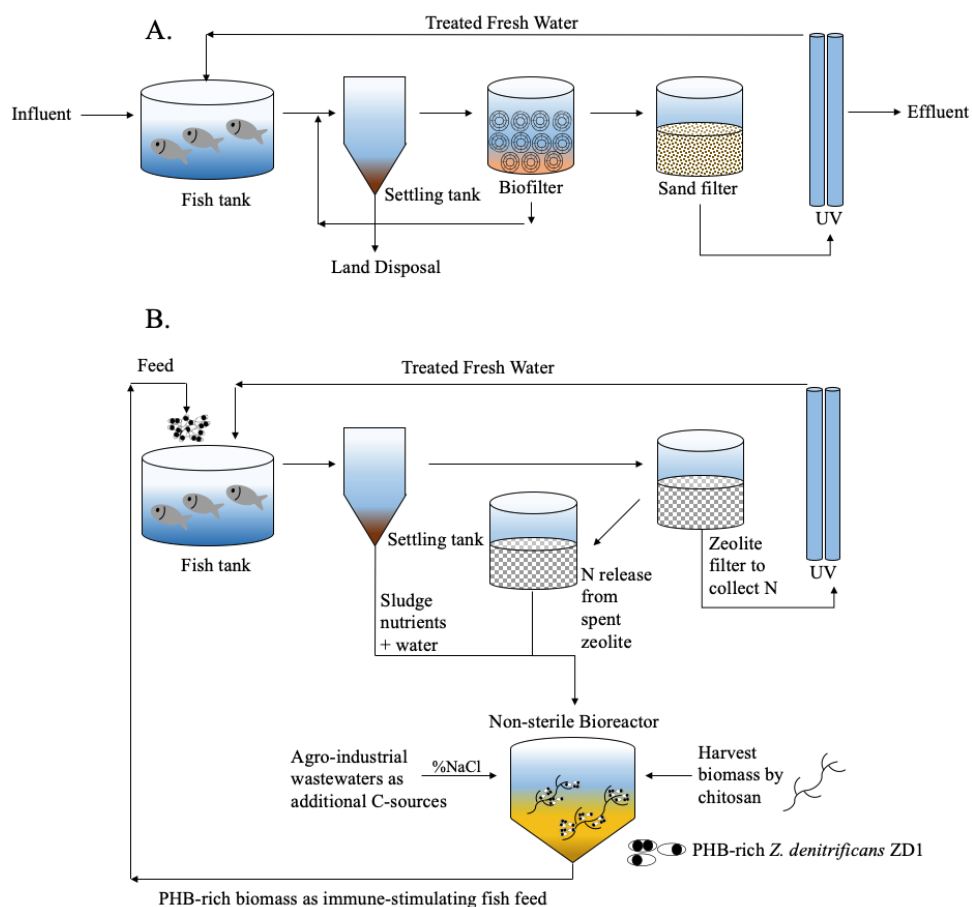 A.
Treated Fresh Water
Influent
Effluent
Fish tank
Settling tank
Biofilter
Sand filter
UV
Land Disposal
B.
Feed
Treated Fresh Water
Fish tank
Settling tank
Sludge
nutrients
+ water
N release
from
spent
zeolite
Zeolite
filter to
collect N
UV
Non-sterile Bioreactor
Agro-industrial
wastewaters as
additional C-sources
%NaCl
Harvest
biomass by
chitosan
PHB-rich Z. denitrificans ZD1
PHB-rich biomass as immune-stimulating fish feed